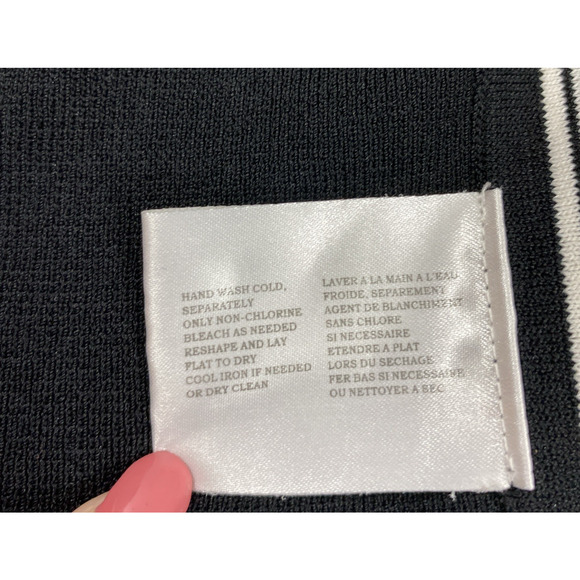 HAND WASH COLD,
SEPARATELY
ONLY NON-CHLORINE
BLEACH AS NEEDED
RESHAPE AND LAY
FLAT TO DRY
COOL IRON IF NEEDED
OR DRY CLEAN
LAVER A LA MAIN A L'EAU
FROIDE, SEPAREMENT
AGENT DE BLANCHIMENT
SANS CHLORE
SI NECESSAIRE
ETENDRE A PLAT
LORS DU SECHAGE
FER BAS SI NECESSAIRE
OU NETTOYER A SEC